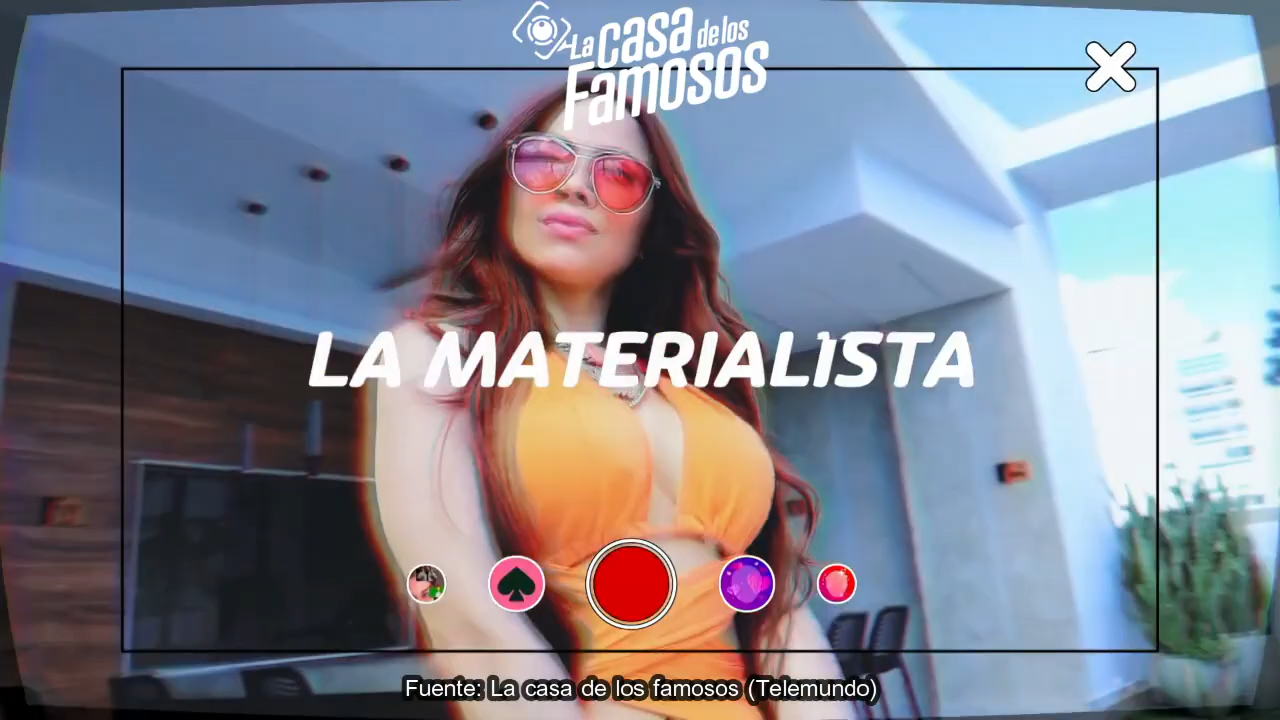 La casa de los
Famosos
LA MATERIALISTA
Fuente: La casa de los famosos (Telemundo)